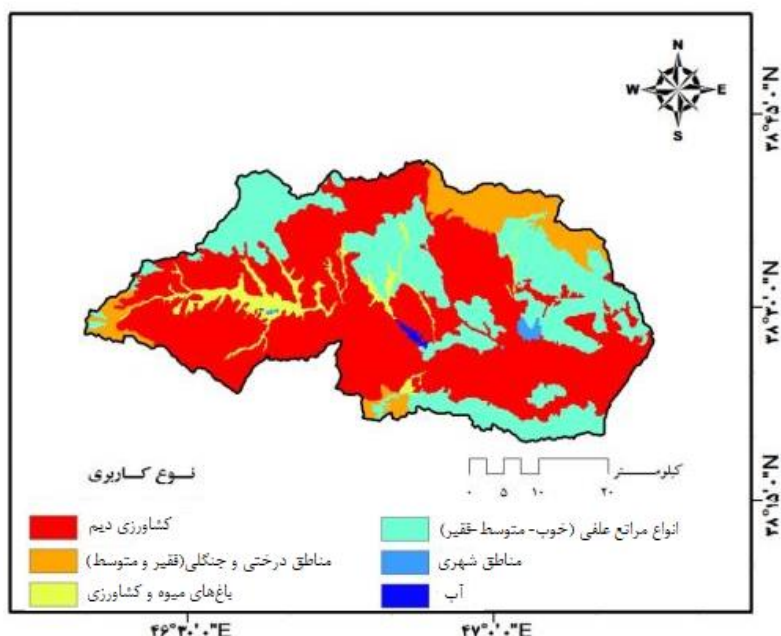 N
W E
S
۳۸°۴۵'۰"N
۳۸°۳۰'۰"N
۳۸°۱۵'۰"N
نوع کاربری
کیلومتر
۰ ۵ ۱۰ ۲۰
کشاورزی دیم
انواع مراتع علفی (خوب- متوسط-فقیر)
مناطق درختی و جنگلی(فقیر و متوسط)
مناطق شهری
باغ‌های میوه و کشاورزی
آب
۴۶°۳۰'۰"E
۴۷°۰'۰"E